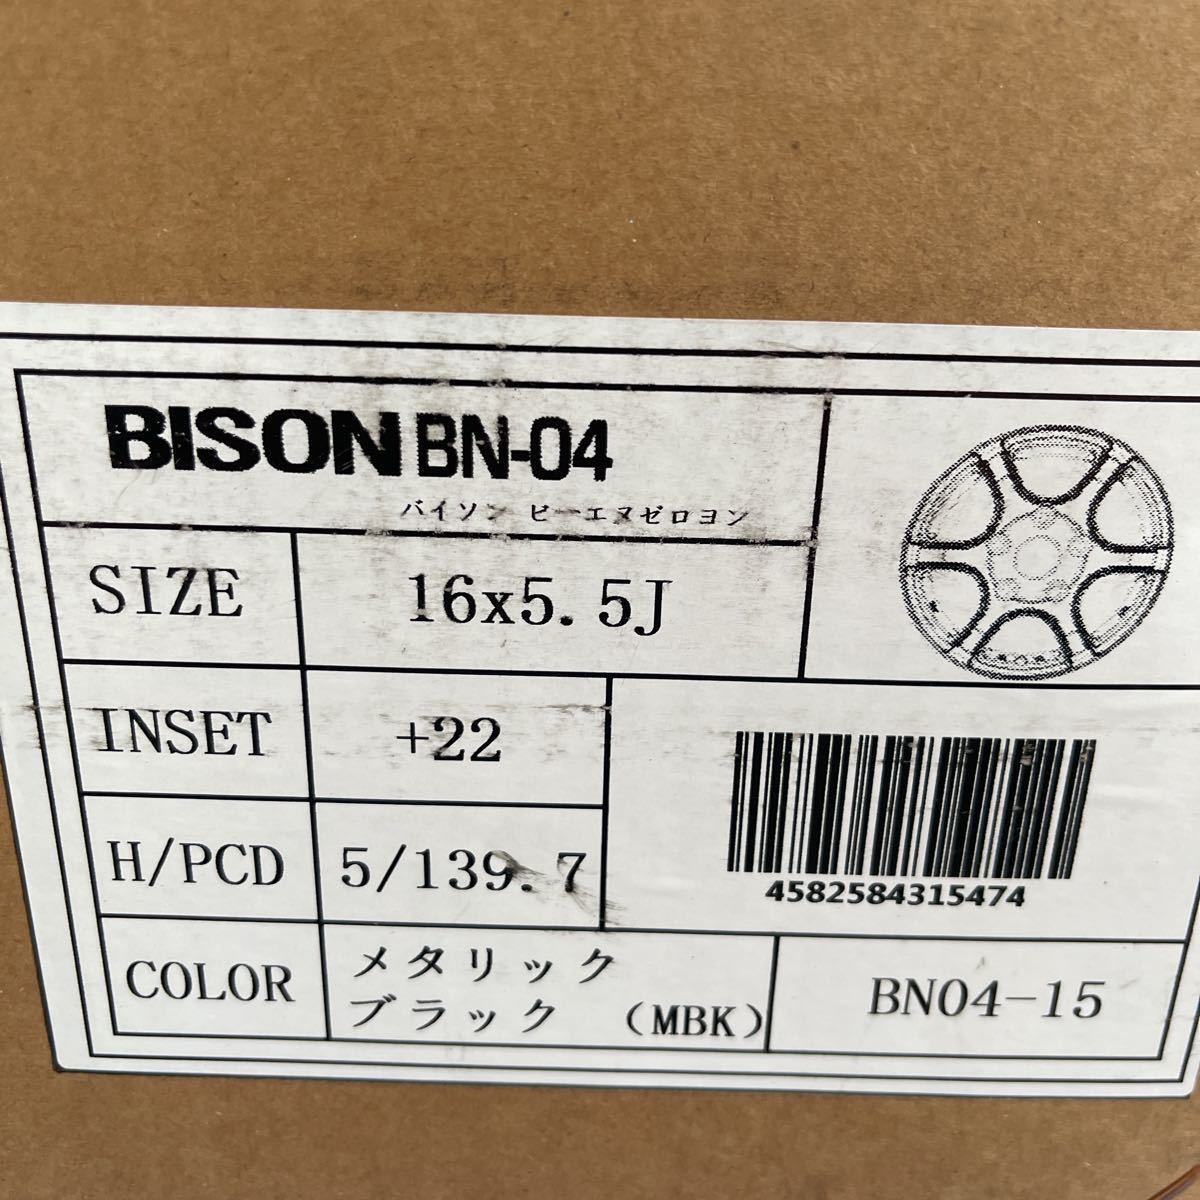 BISON BN-04
バイソン ビーエヌゼロヨン
SIZE 16x5.5J
INSET +22
H/PCD 5/139.7
4582584315474
COLOR メタリック
ブラック （MBK）
BN04-15